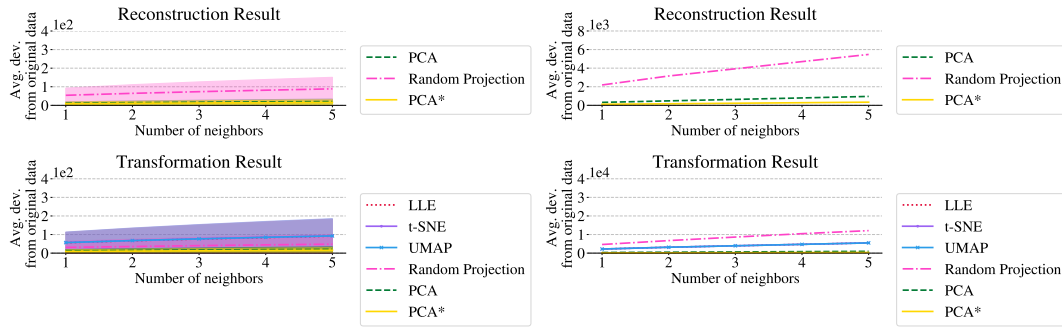 Reconstruction Result
1e2
4
3
2
1
0
Avg. dev.
from original data
1
2
3
4
5
Number of neighbors
PCA
Random Projection
PCA*
Reconstruction Result
1e3
8
6
4
2
0
Avg. dev.
from original data
1
2
3
4
5
Number of neighbors
PCA
Random Projection
PCA*
Transformation Result
1e2
4
3
2
1
0
Avg. dev.
from original data
1
2
3
4
5
Number of neighbors
LLE
t-SNE
UMAP
Random Projection
PCA
PCA*
Transformation Result
1e4
4
3
2
1
0
Avg. dev.
from original data
1
2
3
4
5
Number of neighbors
LLE
t-SNE
UMAP
Random Projection
PCA
PCA*